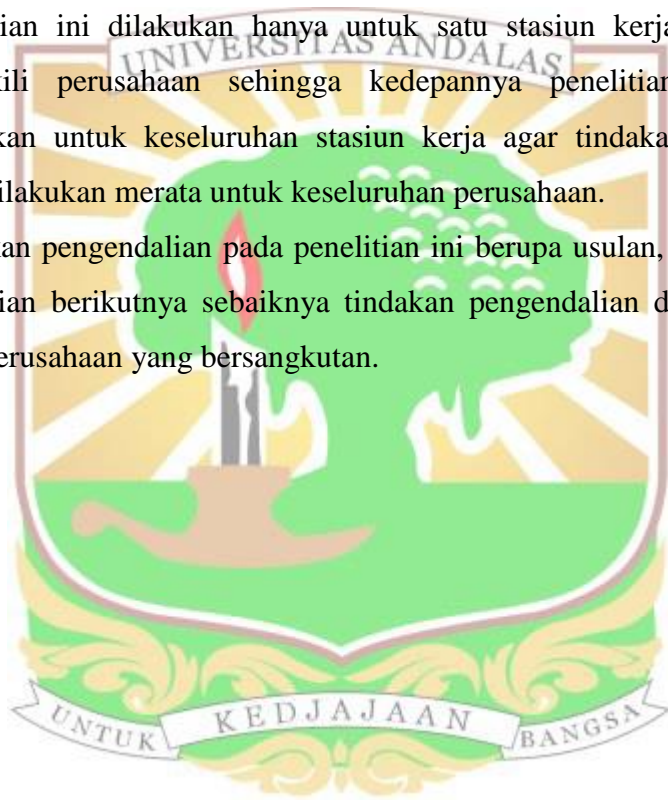 ian ini dilakukan hanya untuk satu stasiun kerja
UNIVERSITAS ANDALAS
kili perusahaan sehingga kedepannya penelitian
kan untuk keseluruhan stasiun kerja agar tindaka
ilakukan merata untuk keseluruhan perusahaan.
kan pengendalian pada penelitian ini berupa usulan,
ian berikutnya sebaiknya tindakan pengendalian d
erusahaan yang bersangkutan.
UNTUK KEDJAJAAN BANGSA